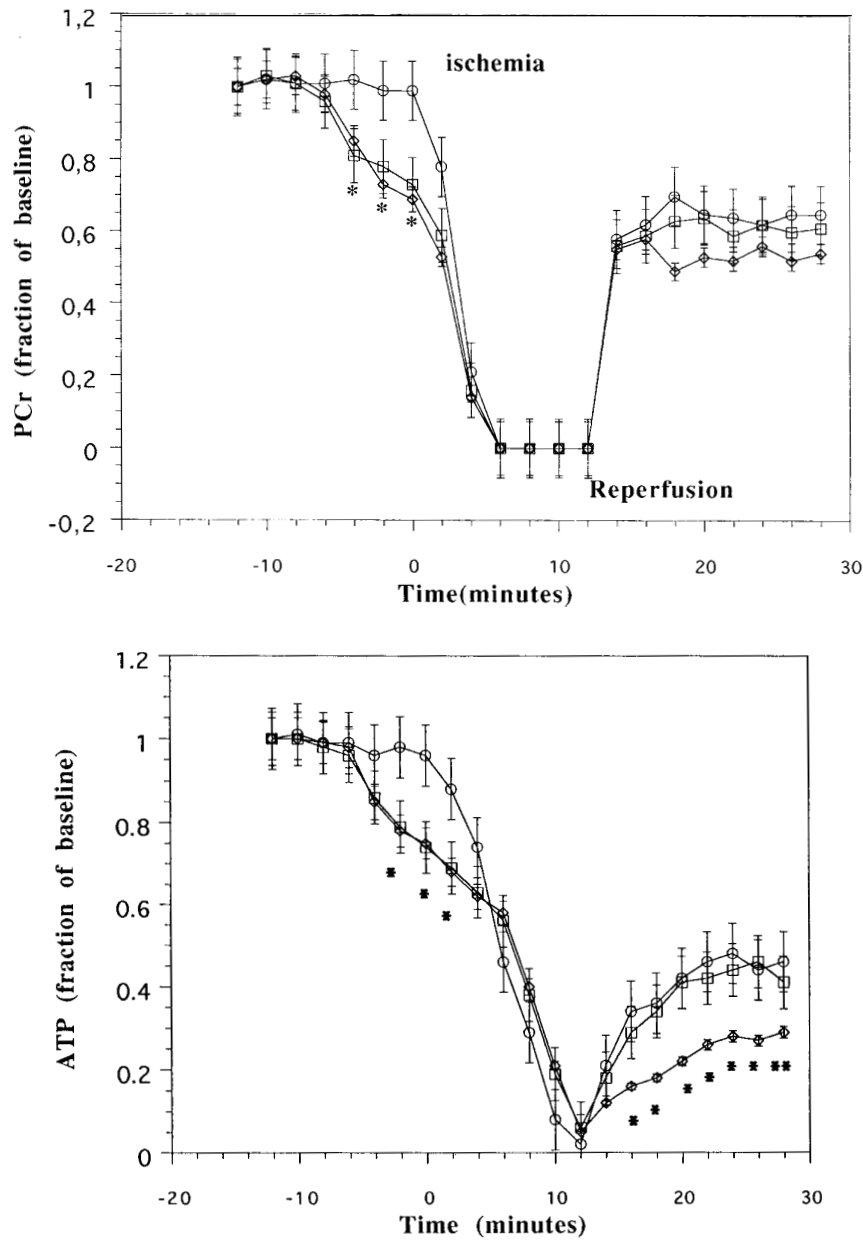 1,2
1
0,8
0,6
0,4
0,2
0
-0,2
PCr (fraction of baseline)
ischemia
* * *
Reperfusion
-20 -10 0 10 20 30
Time(minutes)
1.2
1
0.8
0.6
0.4
0.2
0
ATP (fraction of baseline)
* * *
* * * * * * **
-20 -10 0 10 20 30
Time (minutes)